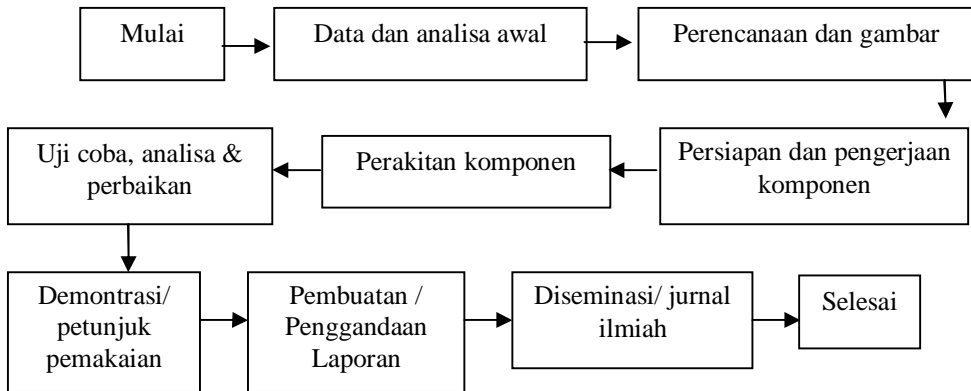 Mulai
Data dan analisa awal
Perencanaan dan gambar
Persiapan dan pengerjaan
komponen
Perakitan komponen
Uji coba, analisa &
perbaikan
Demontrasi/
petunjuk
pemakaian
Pembuatan /
Penggandaan
Laporan
Diseminasi/ jurnal
ilmiah
Selesai